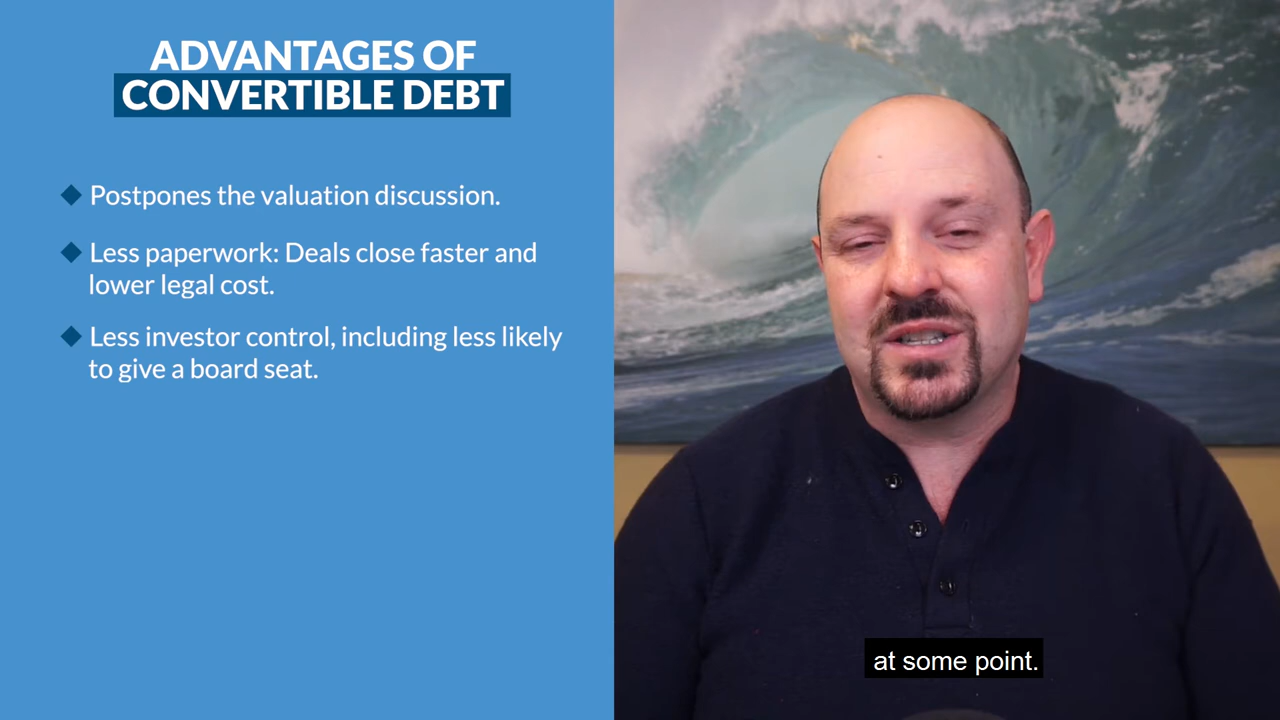 ADVANTAGES OF
CONVERTIBLE DEBT
Postpones the valuation discussion.
Less paperwork: Deals close faster and
lower legal cost.
Less investor control, including less likely
to give a board seat.
at some point.